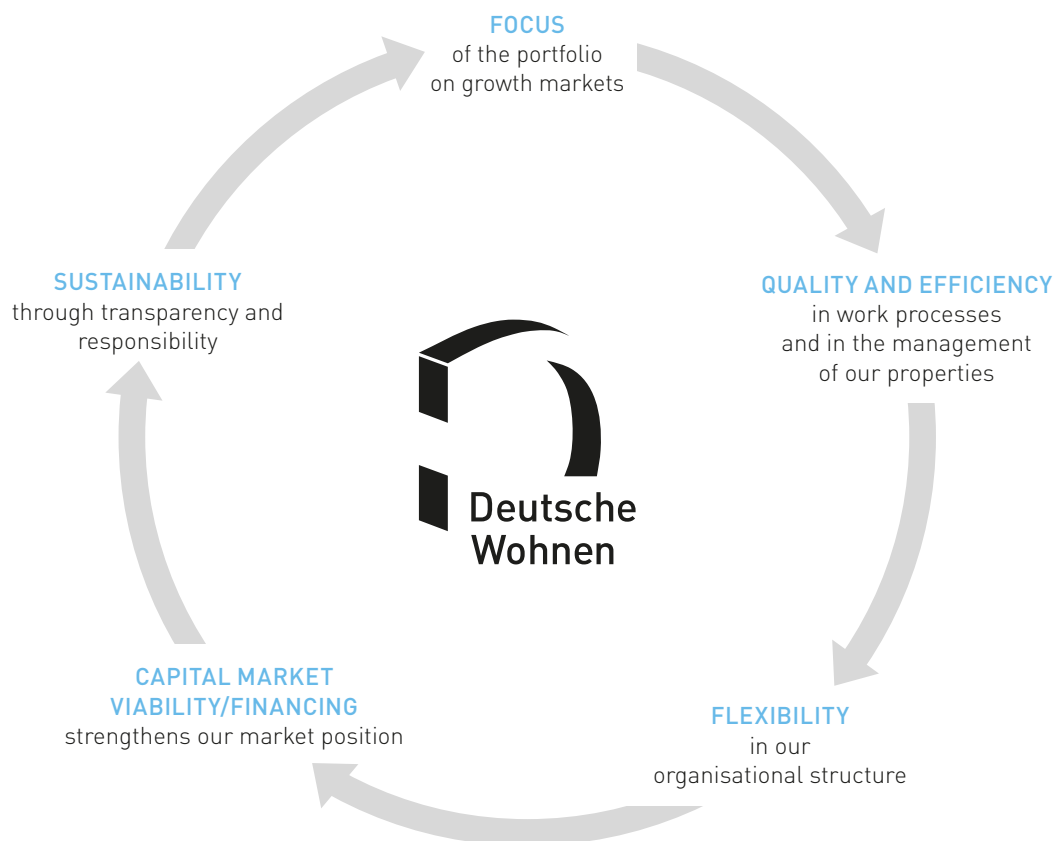 FOCUS
of the portfolio
on growth markets
QUALITY AND EFFICIENCY
in work processes
and in the management
of our properties
FLEXIBILITY
in our
organisational structure
CAPITAL MARKET
VIABILITY/FINANCING
strengthens our market position
SUSTAINABILITY
through transparency and
responsibility
Deutsche
Wohnen